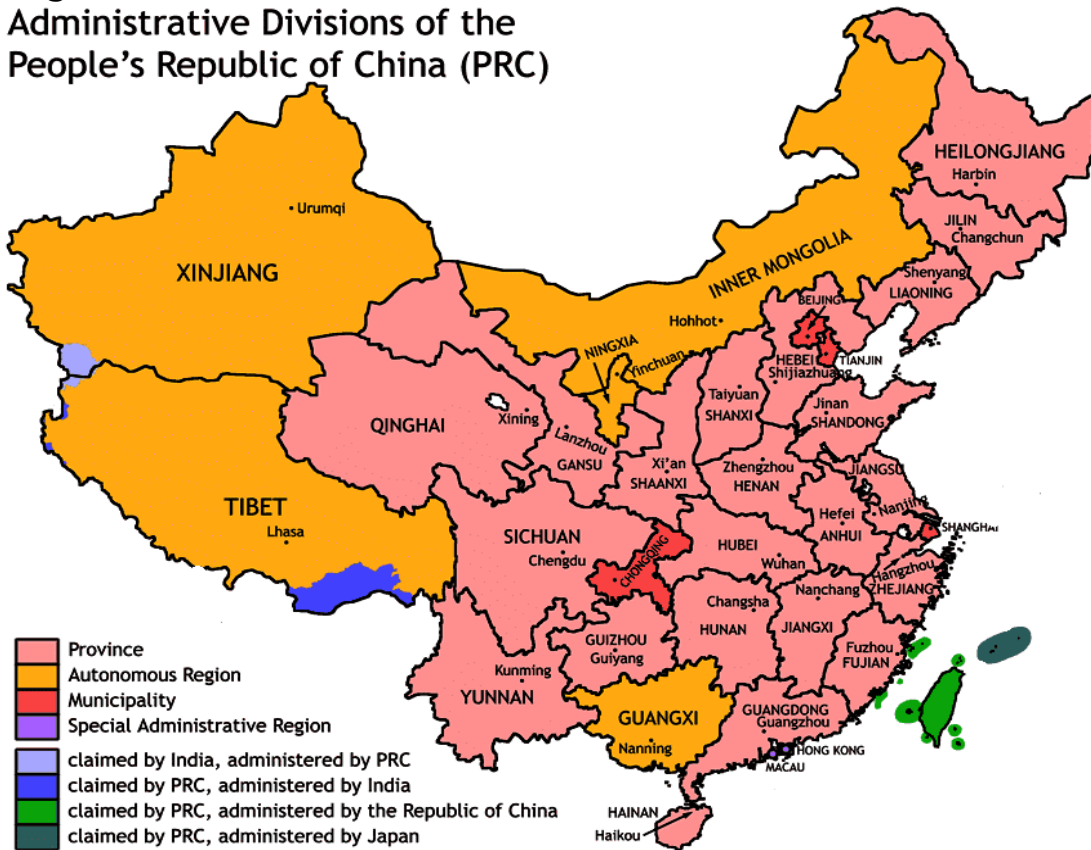 Administrative Divisions of the
People's Republic of China (PRC)
HEILONGJIANG
Harbin
JILIN
Changchun
Urumqi
XINJIANG
INNER MONGOLIA
Shenyang
LIAONING
BEIJING
Hohhot
NINGXIA
Yinchuan
HEBEI
TIANJIN
Shijiazhuang
Taiyuan
SHANXI
Jinan
SHANDONG
QINGHAI
Xining
Lanzhou
GANSU
Xi'an
SHAANXI
Zhengzhou
HENAN
JIANGSU
Nanjing
TIBET
Lhasa
SICHUAN
Chengdu
CHONGQING
HUBEI
Wuhan
Hefei
ANHUI
SHANGHAI
Hangzhou
ZHEJIANG
Changsha
HUNAN
Nanchang
JIANGXI
GUIZHOU
Guiyang
Fuzhou
FUJIAN
Kunming
YUNNAN
GUANGXI
Nanning
GUANGDONG
Guangzhou
HONG KONG
MACAU
HAINAN
Haikou
Province
Autonomous Region
Municipality
Special Administrative Region
claimed by India, administered by PRC
claimed by PRC, administered by India
claimed by PRC, administered by the Republic of China
claimed by PRC, administered by Japan